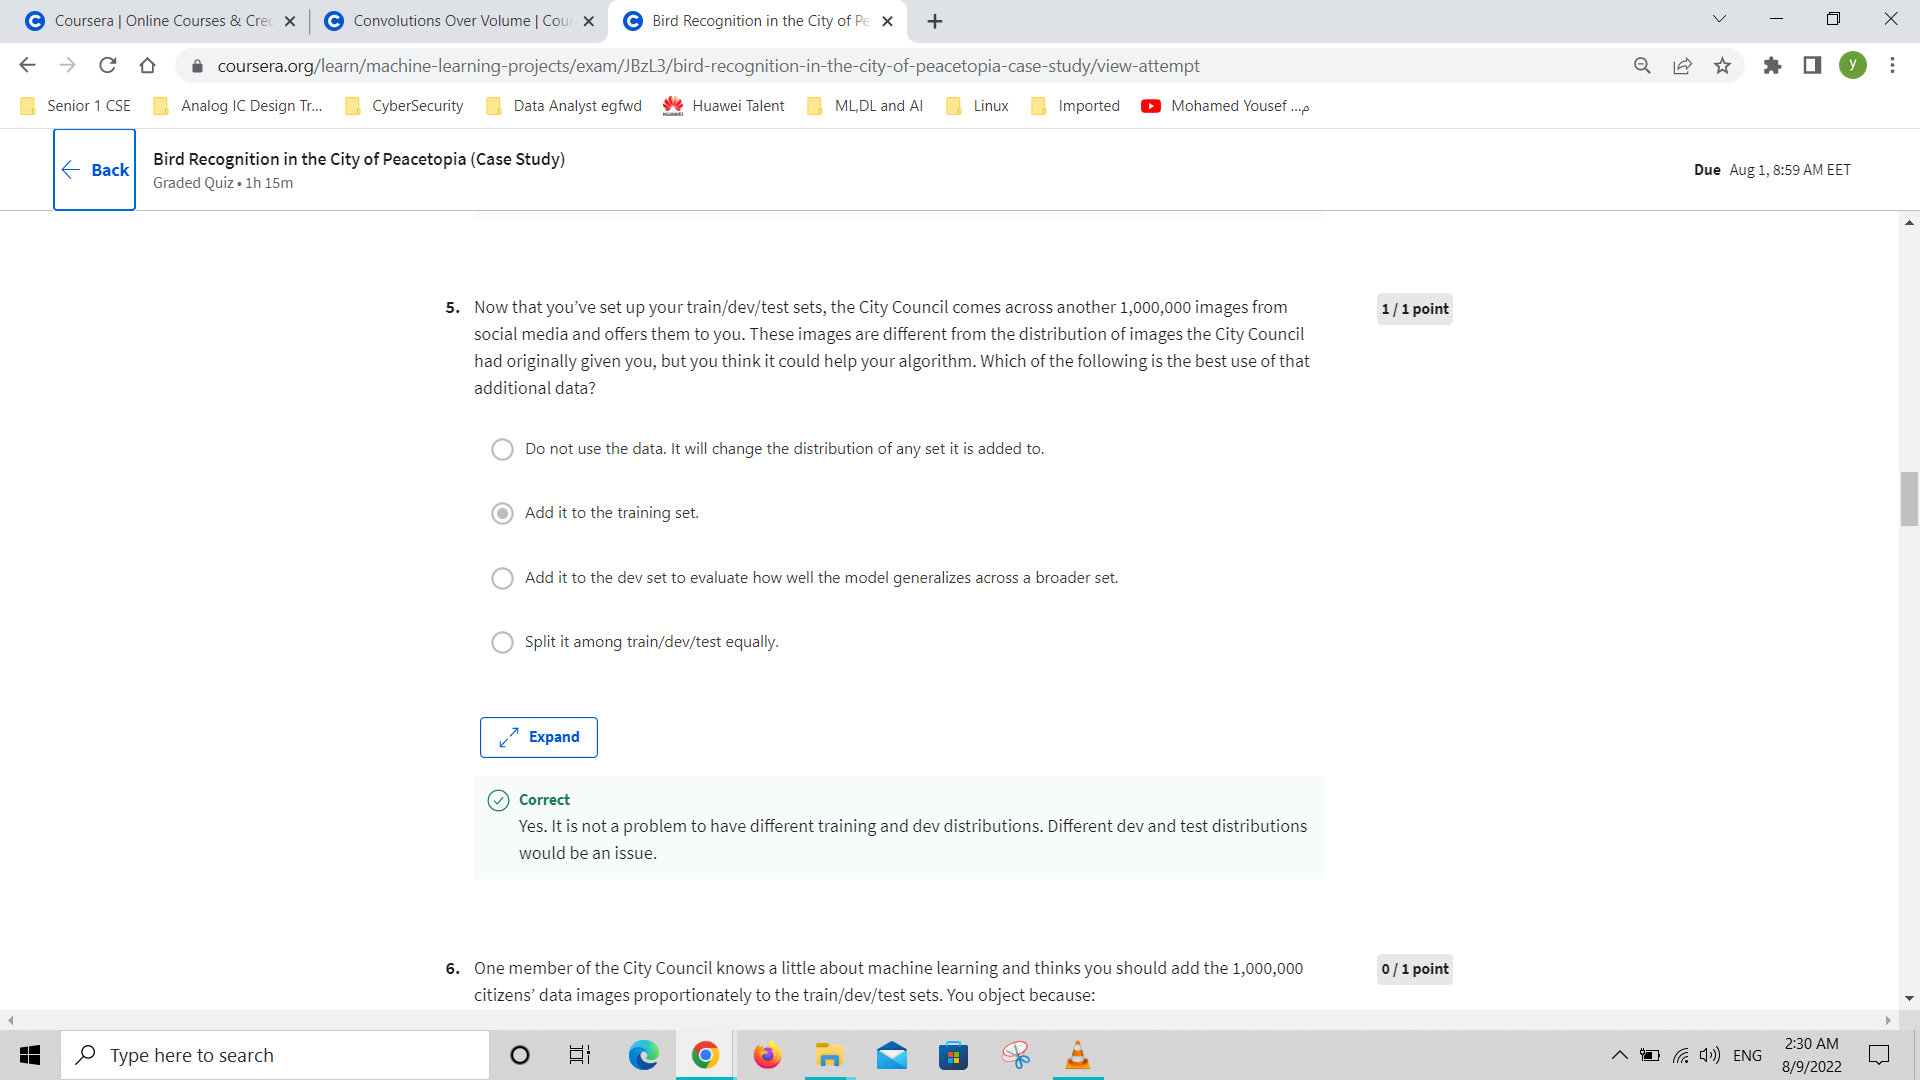 Coursera | Online Courses & Cre
Convolutions Over Volume | Cou
Bird Recognition in the City of Pe
coursera.org/learn/machine-learning-projects/exam/JBzL3/bird-recognition-in-the-city-of-peacetopia-case-study/view-attempt
y
Senior 1 CSE
Analog IC Design Tr...
CyberSecurity
Data Analyst egfwd
Huawei Talent
ML,DL and AI
Linux
Imported
Mohamed Yousef ...م
Back
Bird Recognition in the City of Peacetopia (Case Study)
Graded Quiz • 1h 15m
Due Aug 1, 8:59 AM EET
5. Now that you’ve set up your train/dev/test sets, the City Council comes across another 1,000,000 images from
social media and offers them to you. These images are different from the distribution of images the City Council
had originally given you, but you think it could help your algorithm. Which of the following is the best use of that
additional data?
1 / 1 point
Do not use the data. It will change the distribution of any set it is added to.
Add it to the training set.
Add it to the dev set to evaluate how well the model generalizes across a broader set.
Split it among train/dev/test equally.
Expand
Correct
Yes. It is not a problem to have different training and dev distributions. Different dev and test distributions
would be an issue.
6. One member of the City Council knows a little about machine learning and thinks you should add the 1,000,000
citizens’ data images proportionately to the train/dev/test sets. You object because:
0 / 1 point
Type here to search
ENG
2:30 AM
8/9/2022